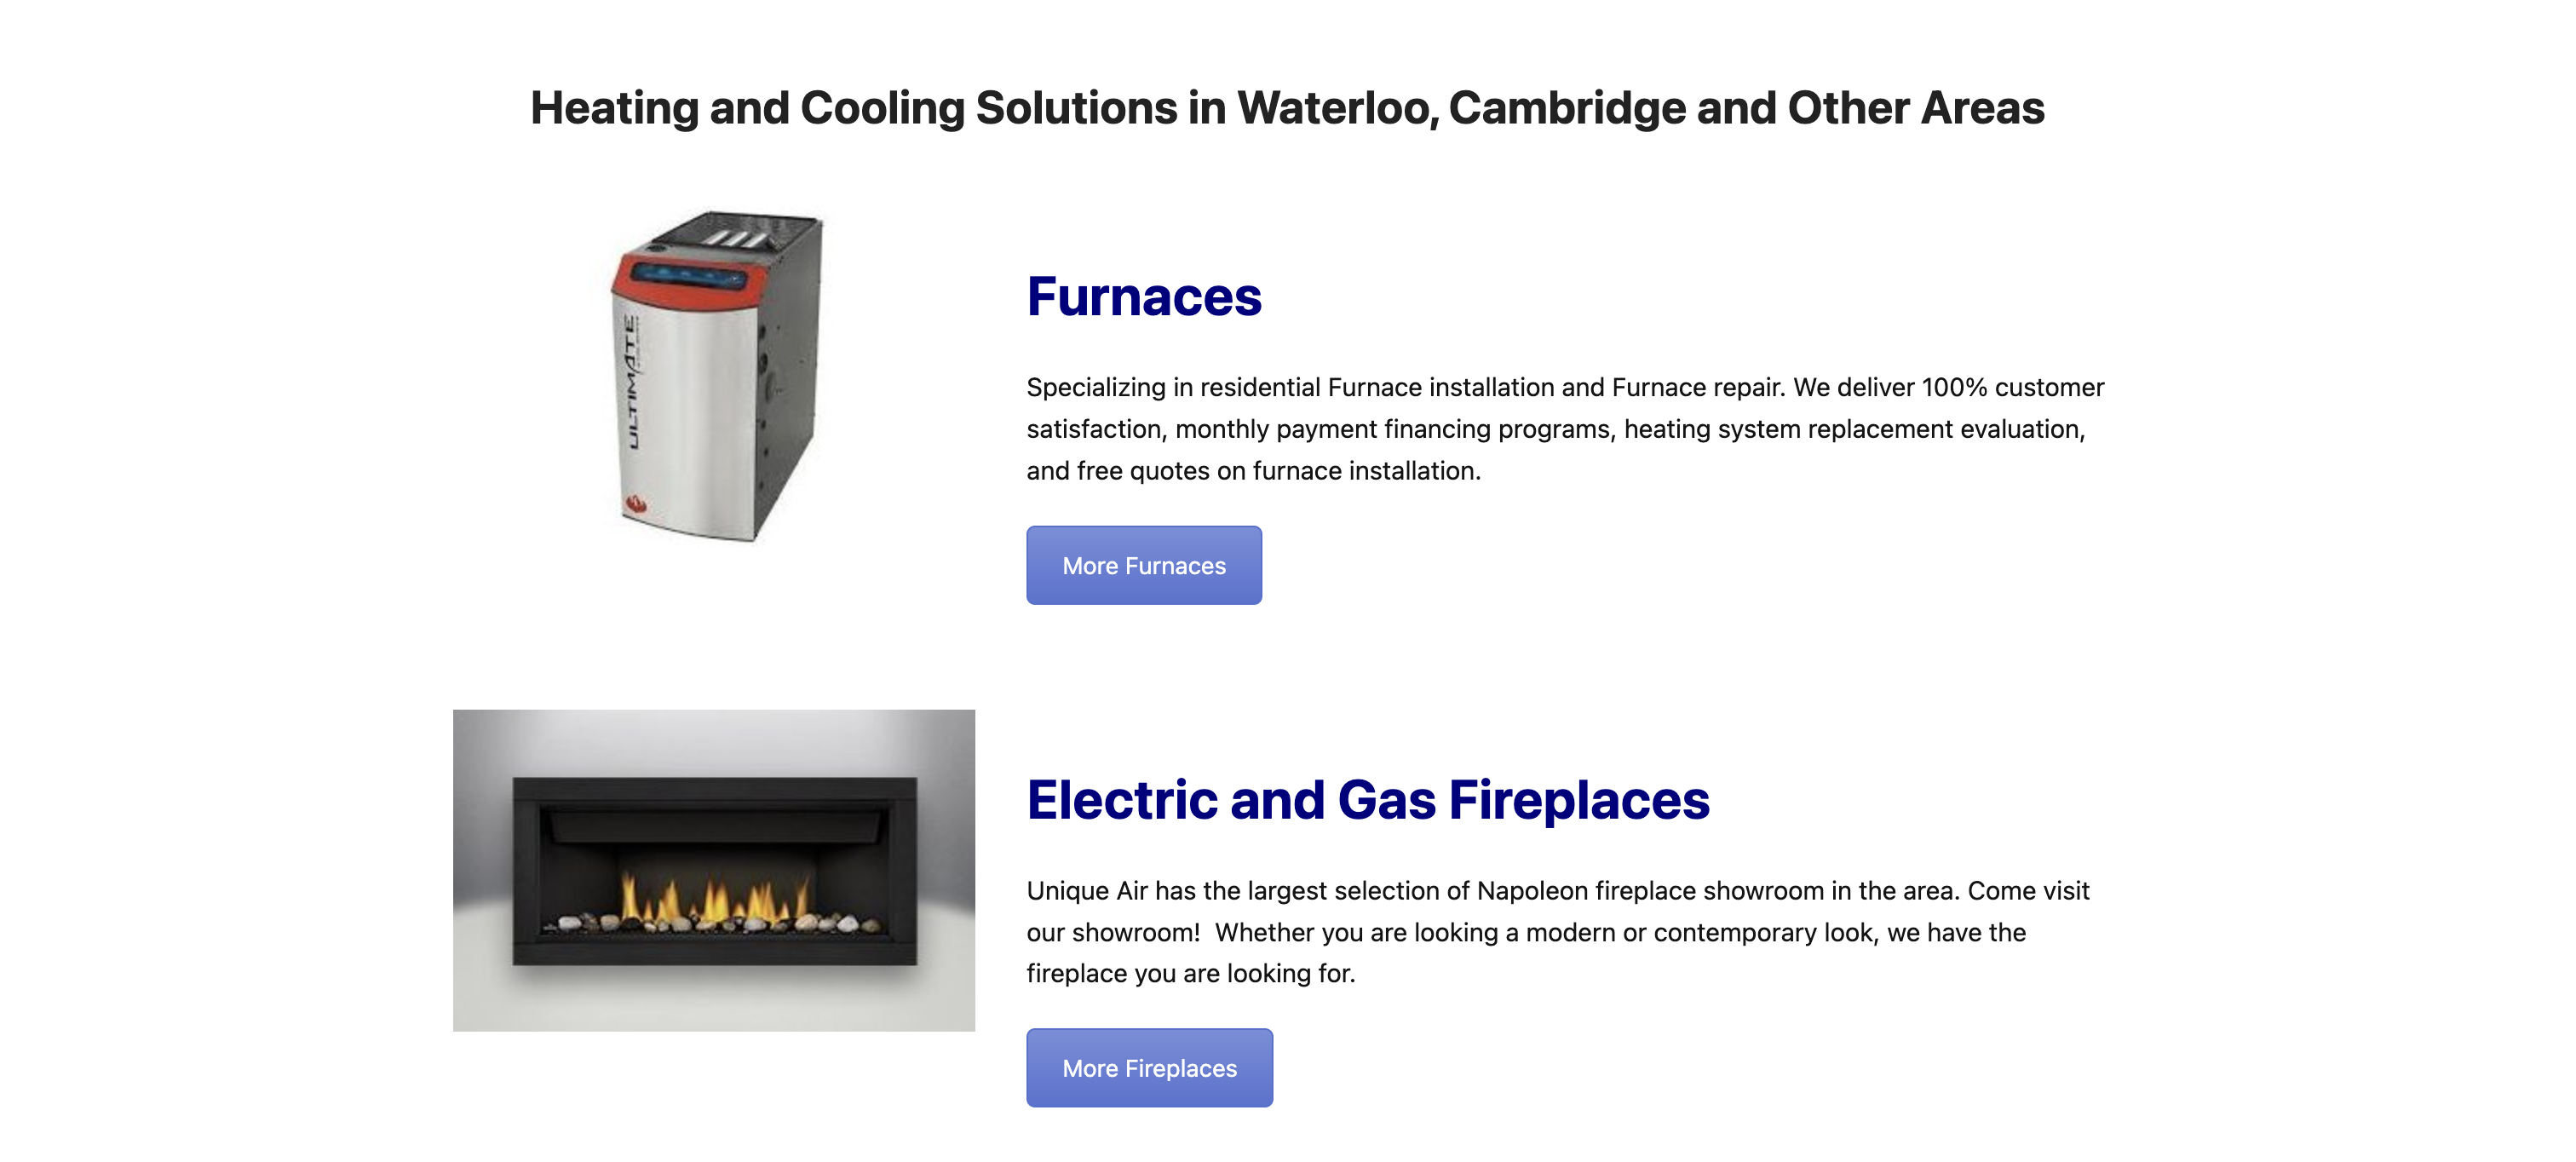 Heating and Cooling Solutions in Waterloo, Cambridge and Other Areas
ULTIMATE
Furnaces
Specializing in residential Furnace installation and Furnace repair. We deliver 100% customer
satisfaction, monthly payment financing programs, heating system replacement evaluation,
and free quotes on furnace installation.
More Furnaces
Electric and Gas Fireplaces
Unique Air has the largest selection of Napoleon fireplace showroom in the area. Come visit
our showroom!  Whether you are looking a modern or contemporary look, we have the
fireplace you are looking for.
More Fireplaces